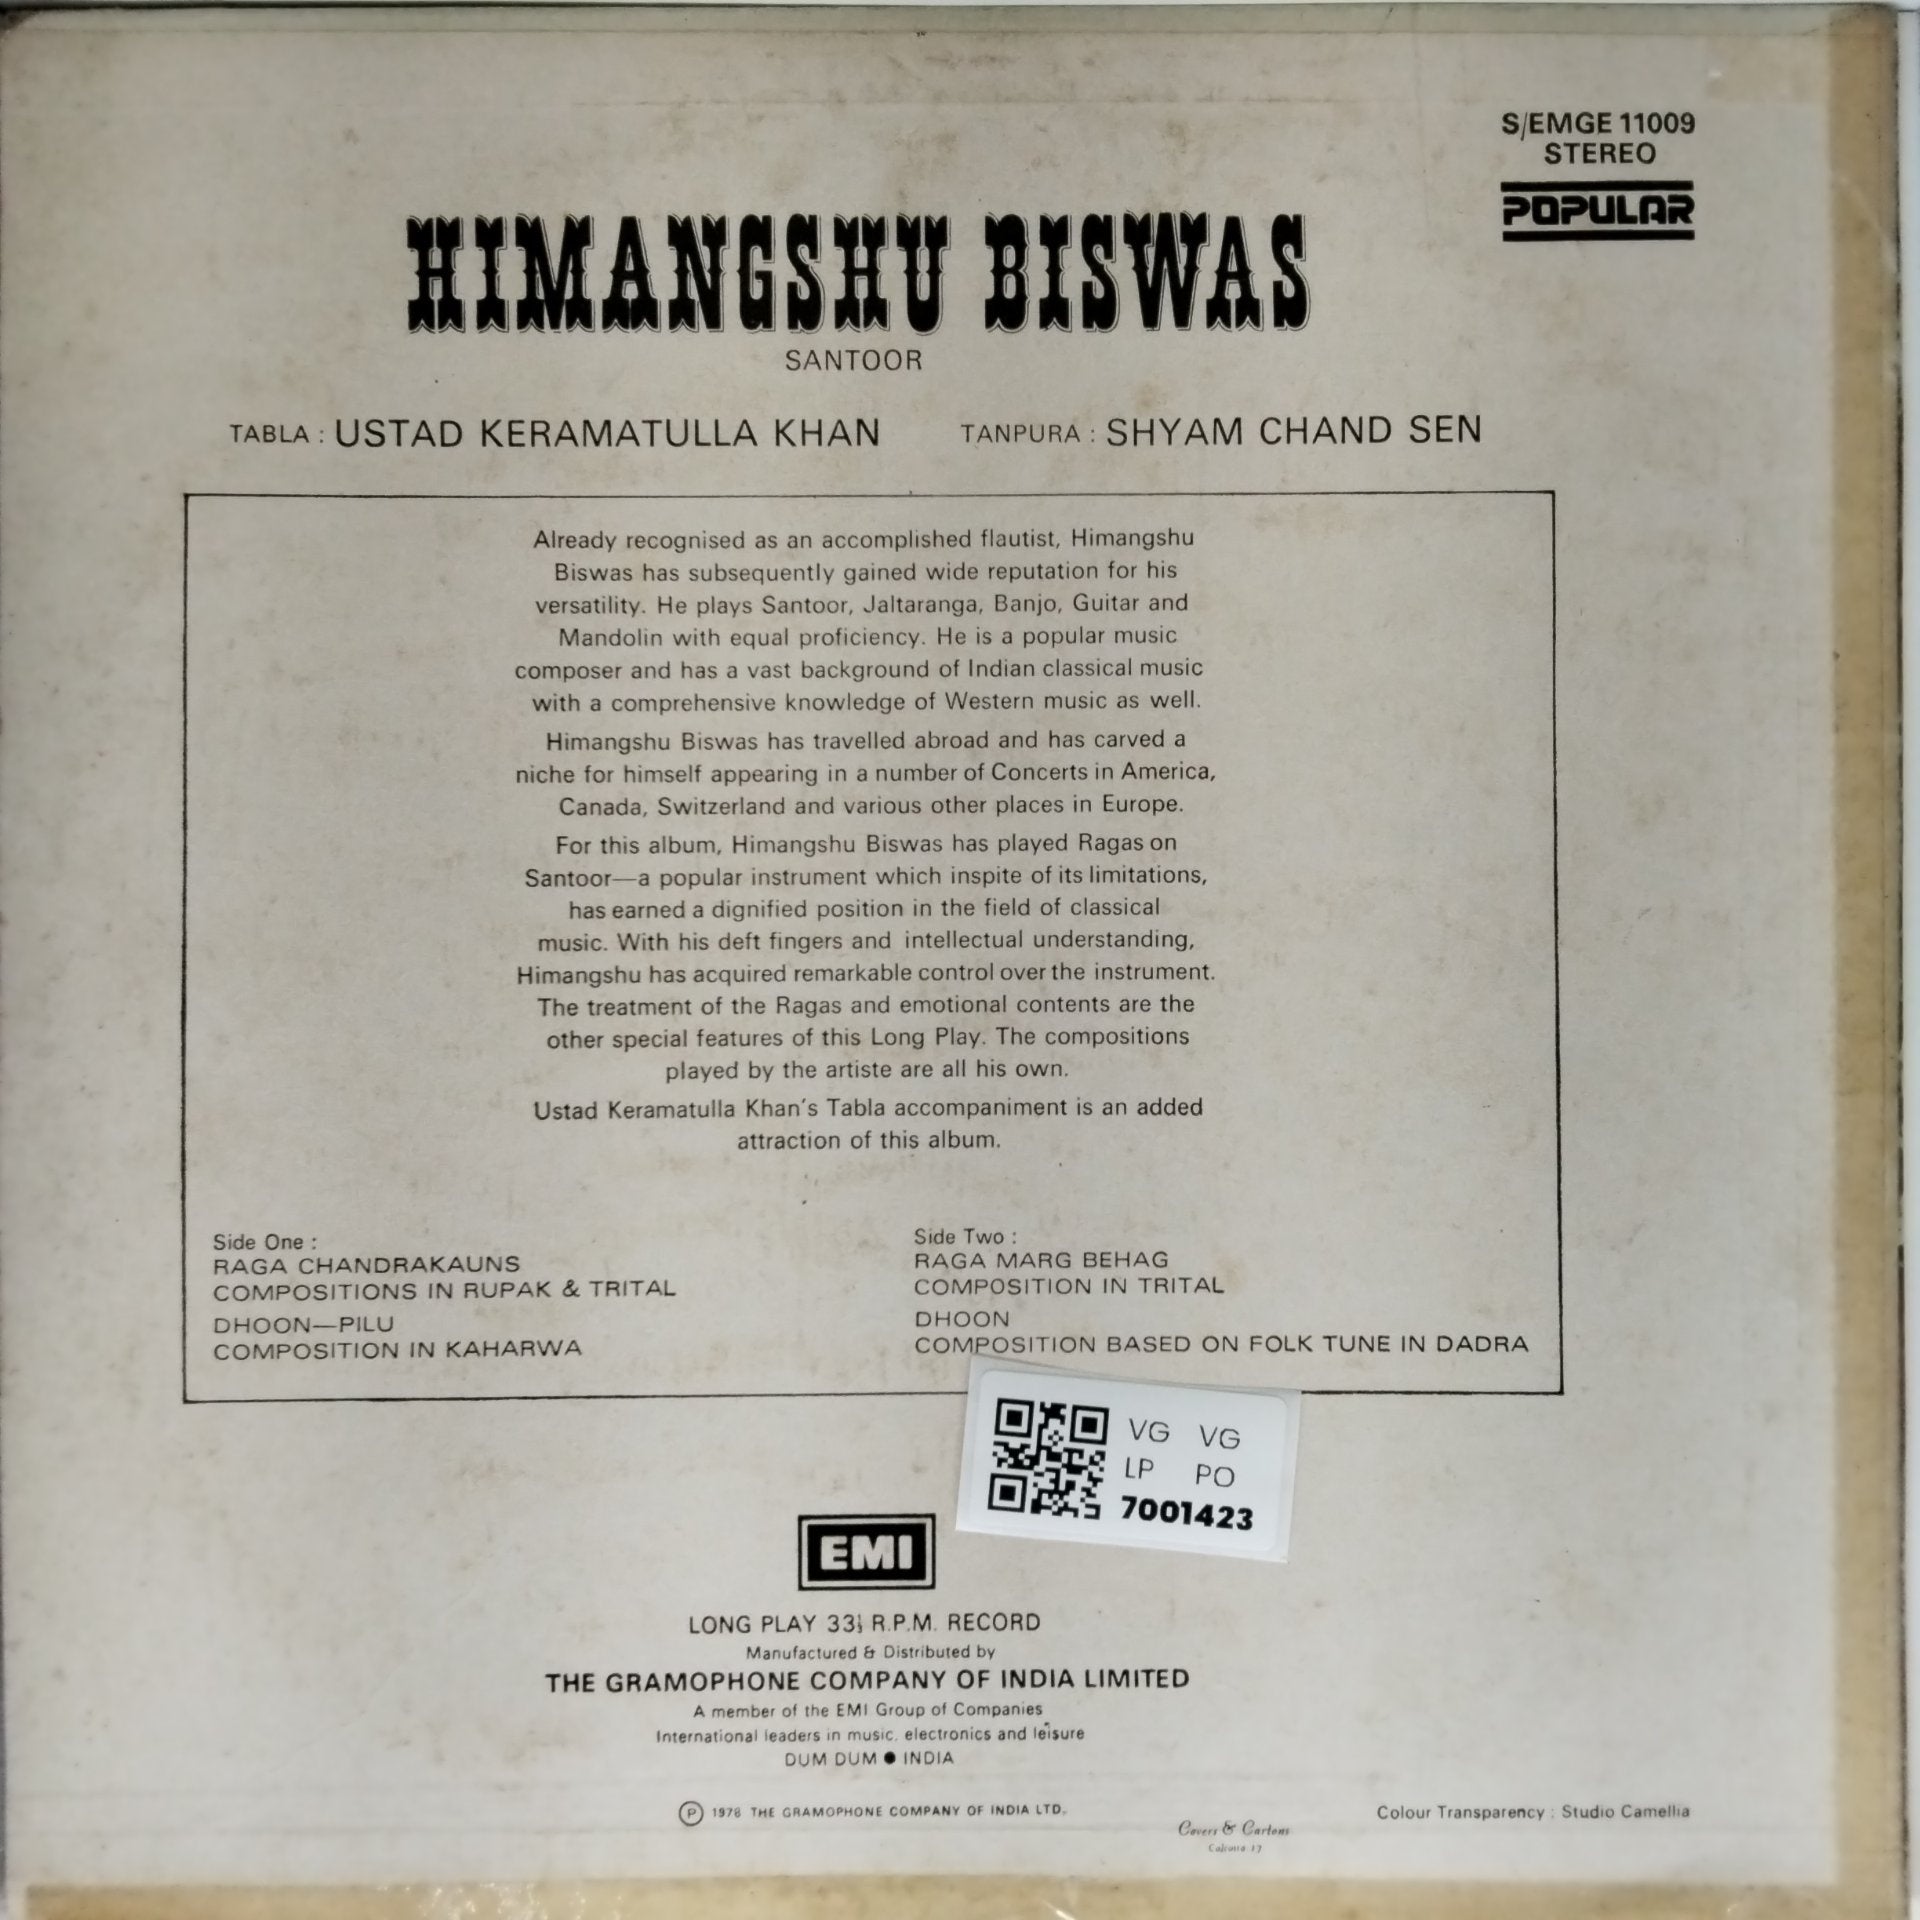 S/EMGE 11009
STEREO
POPULAR
HIMANGSHU BISWAS
SANTOOR
TABLA : USTAD KERAMATULLA KHAN TANPURA : SHYAM CHAND SEN
Already recognised as an accomplished flautist, Himangshu
Biswas has subsequently gained wide reputation for his
versatility. He plays Santoor, Jaltaranga, Banjo, Guitar and
Mandolin with equal proficiency. He is a popular music
composer and has a vast background of Indian classical music
with a comprehensive knowledge of Western music as well.
Himangshu Biswas has travelled abroad and has carved a
niche for himself appearing in a number of Concerts in America,
Canada, Switzerland and various other places in Europe.
For this album, Himangshu Biswas has played Ragas on
Santoor—a popular instrument which inspite of its limitations,
has earned a dignified position in the field of classical
music. With his deft fingers and intellectual understanding,
Himangshu has acquired remarkable control over the instrument.
The treatment of the Ragas and emotional contents are the
other special features of this Long Play. The compositions
played by the artiste are all his own.
Ustad Keramatulla Khan's Tabla accompaniment is an added
attraction of this album.
Side One :
RAGA CHANDRAKAUNS
COMPOSITIONS IN RUPAK & TRITAL
DHOON—PILU
COMPOSITION IN KAHARWA
Side Two :
RAGA MARG BEHAG
COMPOSITION IN TRITAL
DHOON
COMPOSITION BASED ON FOLK TUNE IN DADRA
VG VG
LP PO
7001423
EMI
LONG PLAY 33⅓ R.P.M. RECORD
Manufactured & Distributed by
THE GRAMOPHONE COMPANY OF INDIA LIMITED
A member of the EMI Group of Companies
International leaders in music, electronics and leisure
DUM DUM ● INDIA
Ⓟ 1978 THE GRAMOPHONE COMPANY OF INDIA LTD.
Covers & Cartons
Calcutta 17
Colour Transparency : Studio Camellia